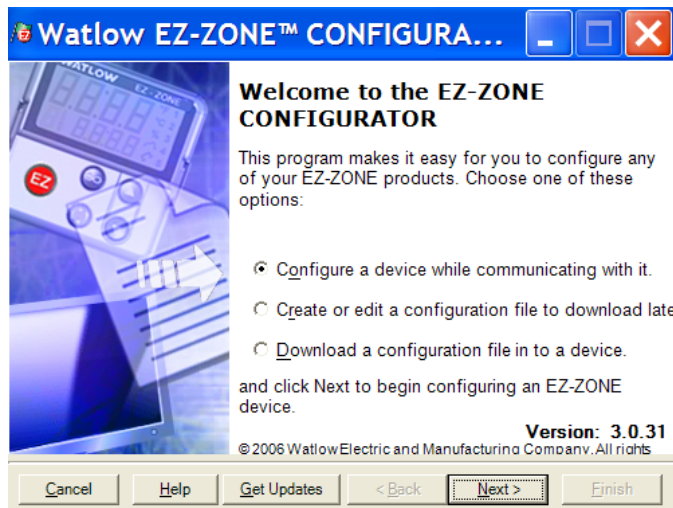 Watlow EZ-ZONE™ CONFIGURA...
WATLOW
EZ-ZONE
EZ
Welcome to the EZ-ZONE
CONFIGURATOR
This program makes it easy for you to configure any
of your EZ-ZONE products. Choose one of these
options:
Configure a device while communicating with it.
Create or edit a configuration file to download late
Download a configuration file in to a device.
and click Next to begin configuring an EZ-ZONE
device.
Version: 3.0.31
©2006 Watlow Electric and Manufacturing Company. All rights
Cancel Help Get Updates < Back Next > Finish